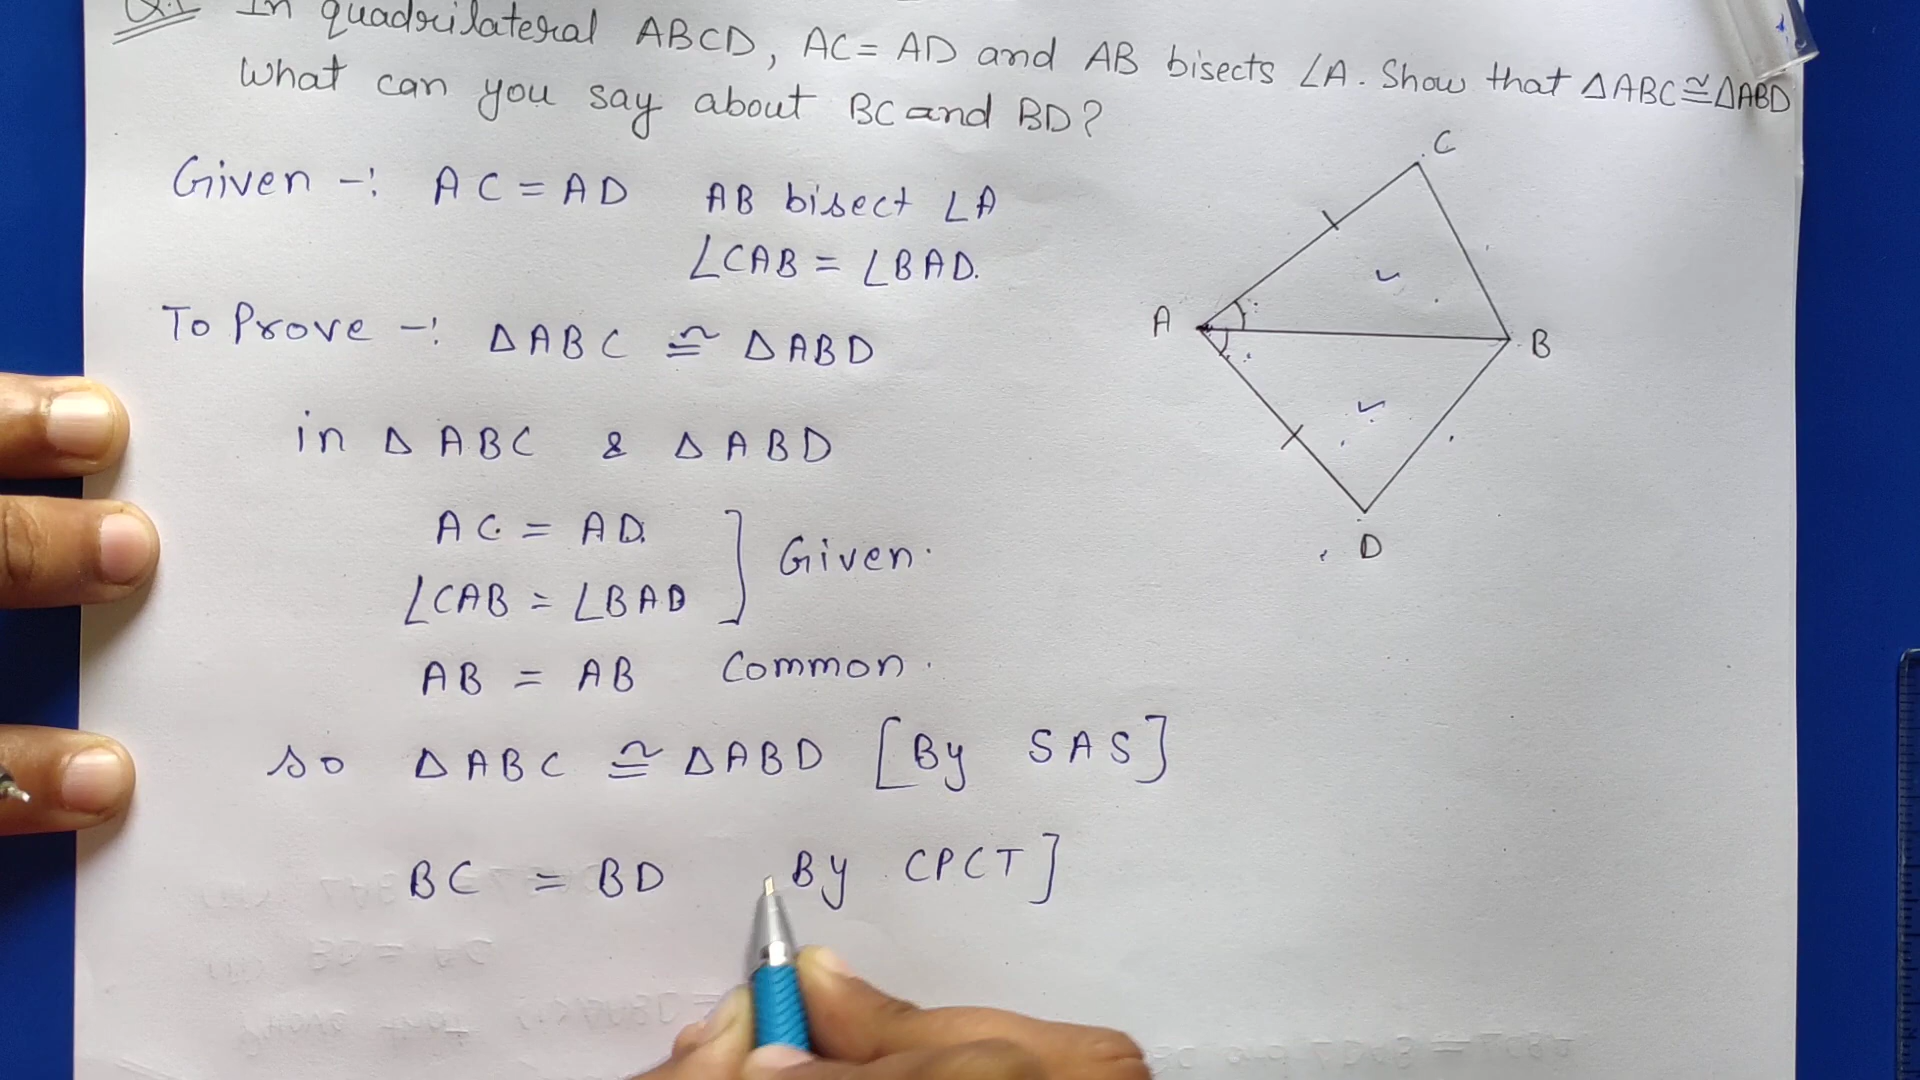 Q.1 In quadrilateral ABCD, AC = AD and AB bisects ∠A. Show that ΔABC≅ΔABD
What can you say about BC and BD?
Given -: AC = AD AB bisect ∠A
∠CAB = ∠BAD.
To Prove -: ΔABC ≅ ΔABD
in Δ ABC & Δ ABD
AC = AD ] Given.
∠CAB = ∠BAD
AB = AB Common.
so ΔABC ≅ ΔABD [By SAS]
BC = BD By CPCT]
C
A
B
D